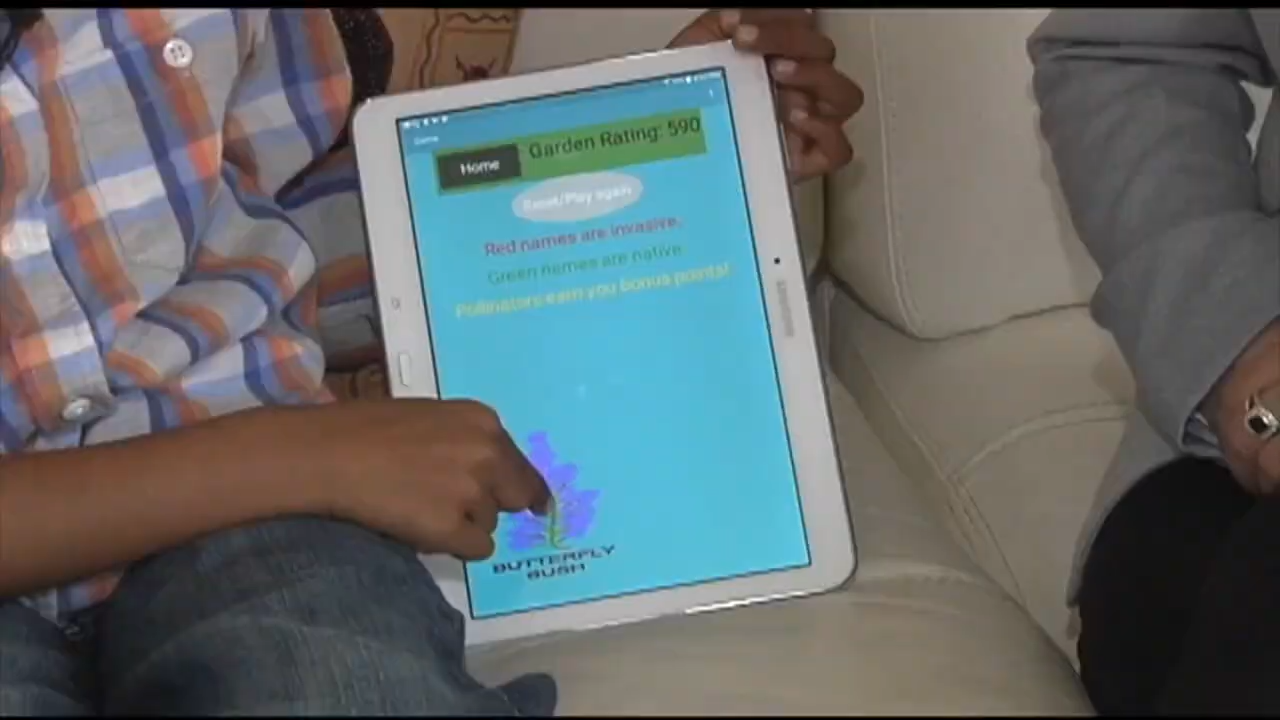 Garden Rating: 590
Home
Reset/Play again
Red names are invasive.
Green names are native.
Pollinators earn you bonus points!
BUTTERFLY
BUSH
SAMSUNG